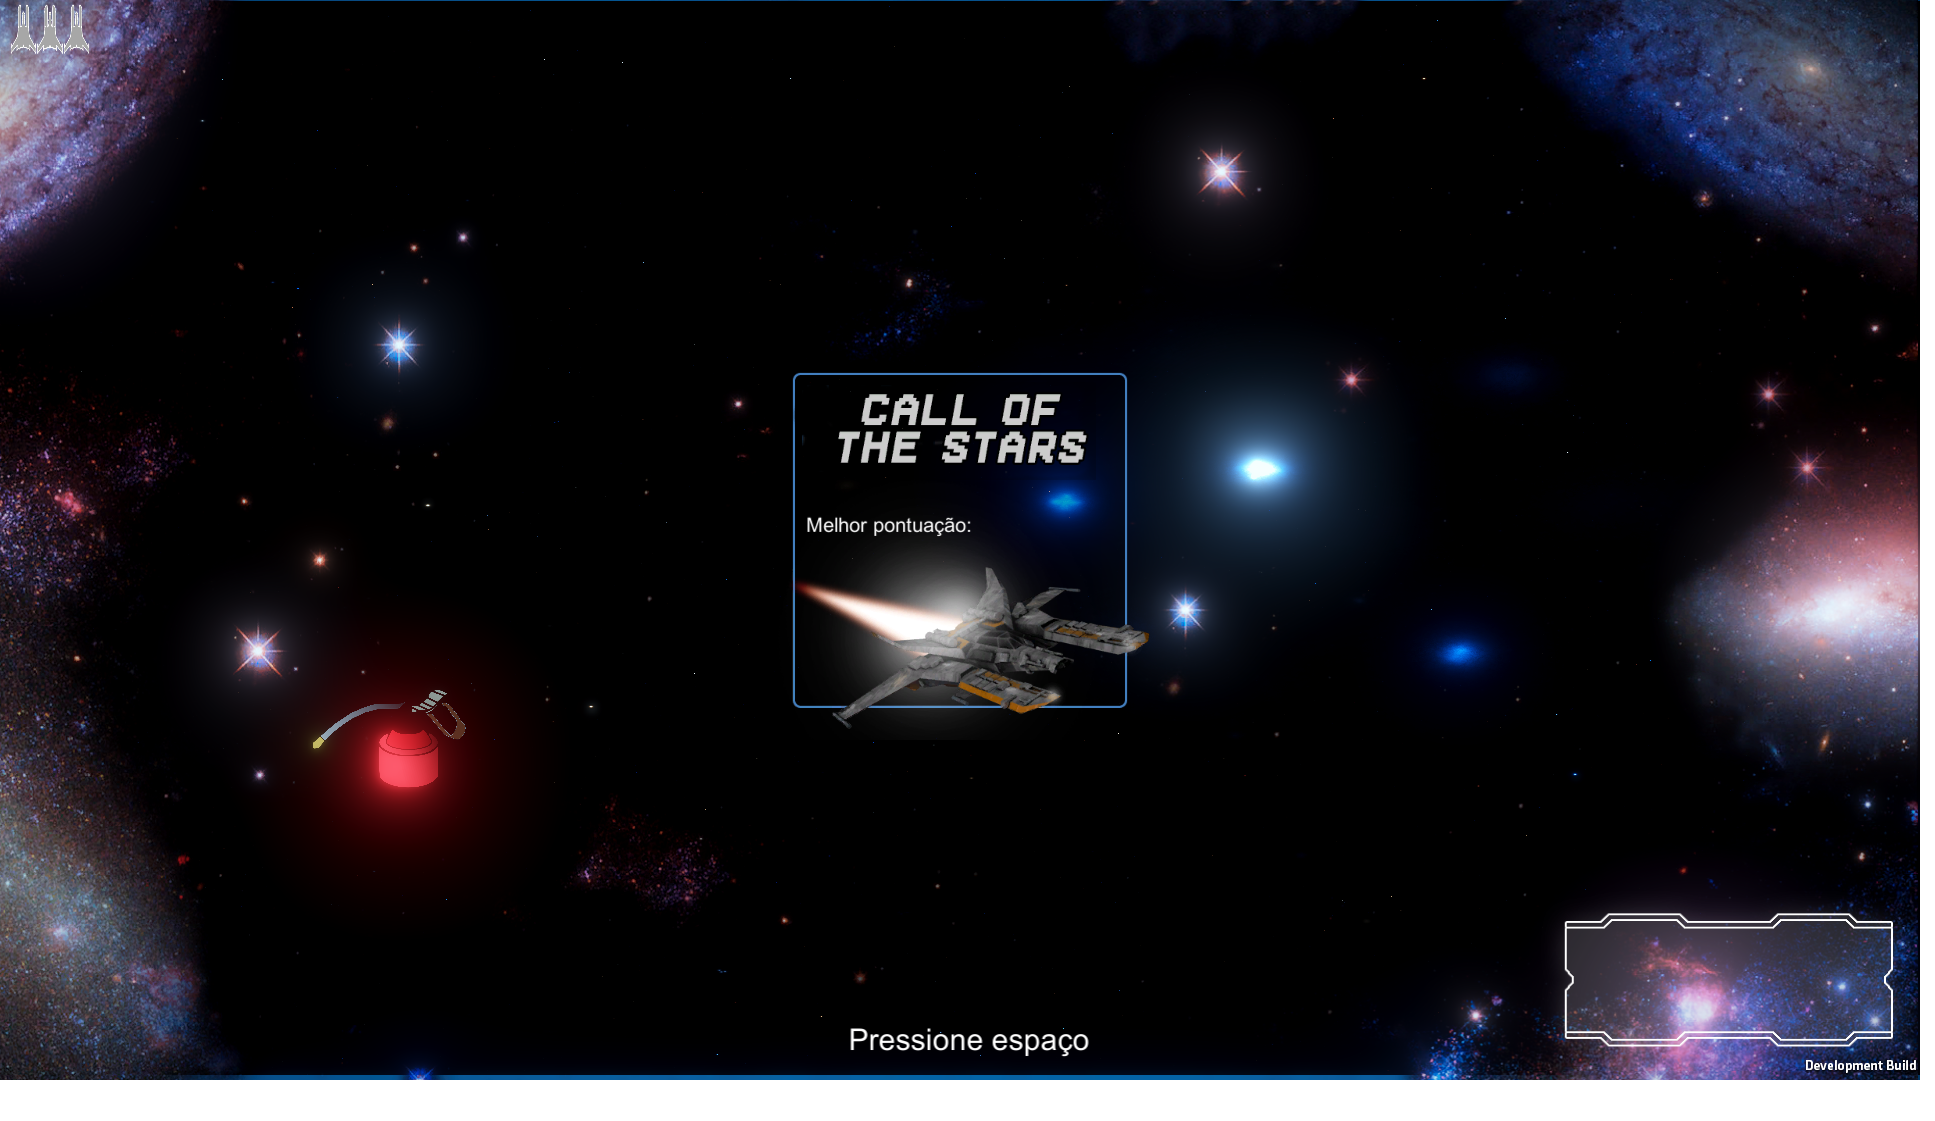 CALL OF
THE STARS
Melhor pontuação:
Pressione espaço
Development Build